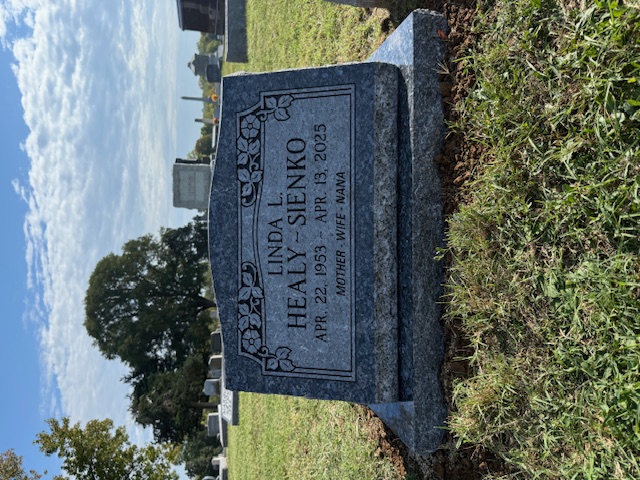 LINDA L.
HEALY~SIENKO
APR. 22, 1953 ~ APR. 13, 2025
MOTHER - WIFE - NANA